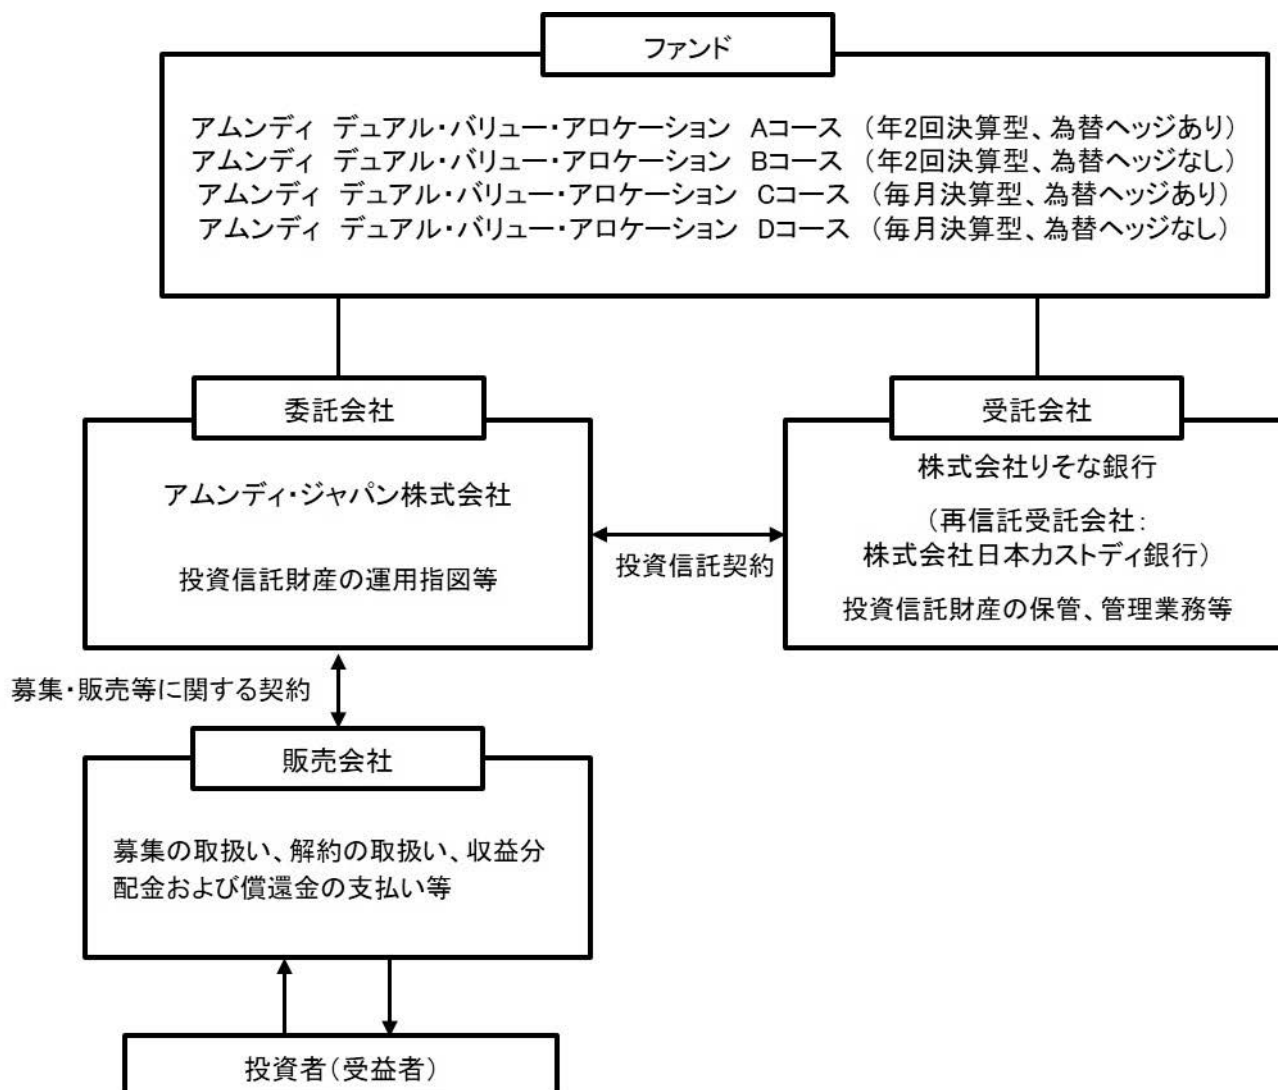 ファンド
アムンディ デュアル・バリュー・アロケーション Aコース (年2回決算型、為替ヘッジあり)
アムンディ デュアル・バリュー・アロケーション Bコース (年2回決算型、為替ヘッジなし)
アムンディ デュアル・バリュー・アロケーション Cコース (毎月決算型、為替ヘッジあり)
アムンディ デュアル・バリュー・アロケーション Dコース (毎月決算型、為替ヘッジなし)
委託会社
アムンディ・ジャパン株式会社
投資信託財産の運用指図等
投資信託契約
受託会社
株式会社りそな銀行
(再信託受託会社:
株式会社日本カストディ銀行)
投資信託財産の保管、管理業務等
募集・販売等に関する契約
販売会社
募集の取扱い、解約の取扱い、収益分
配金および償還金の支払い等
投資者(受益者)